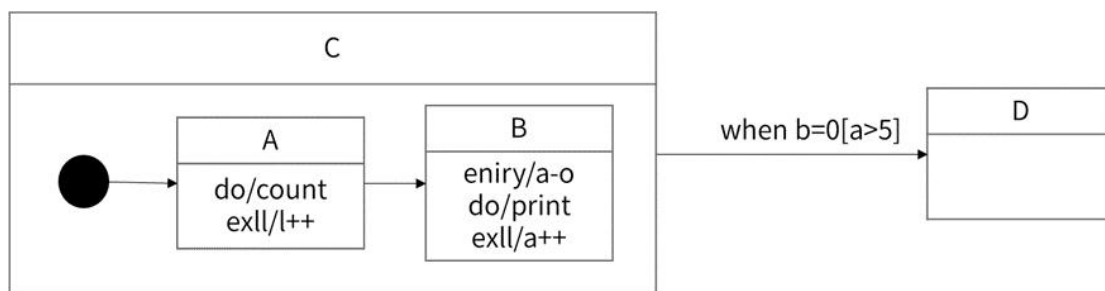 C
A
do/count
exll/l++
B
eniry/a-o
do/print
exll/a++
when b=0[a>5]
D